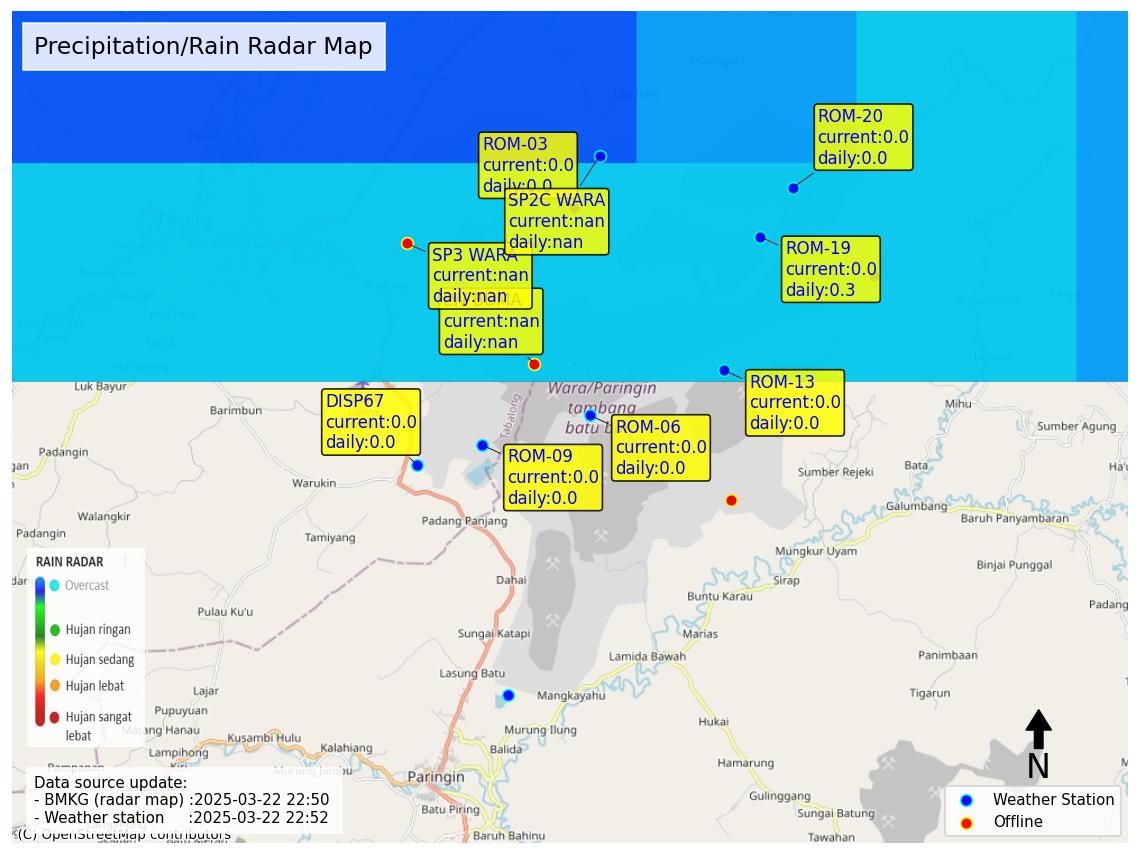 Precipitation/Rain Radar Map
ROM-20
current:0.0
daily:0.0
ROM-03
current:0.0
daily:0.0
SP2C WARA
current:nan
daily:nan
ROM-19
current:0.0
daily:0.3
SP3 WARA
current:nan
daily:nan
current:nan
daily:nan
Tanjung
Tutupan
Wara/Paringin
tambang
batu b
Tabalong
ROM-13
current:0.0
daily:0.0
DISP67
current:0.0
daily:0.0
ROM-06
current:0.0
daily:0.0
ROM-09
current:0.0
daily:0.0
Luk Bayur
Barimbun
Mihu
Sumber Agung
Padangin
Warukin
Sumber Rejeki
Bata
Galumbang
Baruh Panyambaran
Walangkir
Padangin
Padang Panjang
Tamiyang
Mungkur Uyam
Binjai Punggal
Dahai
Sirap
Buntu Karau
Padang
Pulau Ku'u
Sungai Katapi
Marias
Lamida Bawah
Panimbaan
Lasung Batu
Lajar
Mangkayahu
Tigarun
Pupuyuan
Matang Hanau
Kusambi Hulu
Murung Ilung
Hukai
Lampihong
Kalahiang
Balida
Hamarung
Murung Jambu
Paringin
Gulinggang
Batu Piring
Sungai Batung
Baruh Bahinu
Tawahan
RAIN RADAR
Overcast
Hujan ringan
Hujan sedang
Hujan lebat
Hujan sangat
lebat
Data source update:
- BMKG (radar map) :2025-03-22 22:50
- Weather station :2025-03-22 22:52
(C) OpenStreetMap contributors
N
Weather Station
Offline